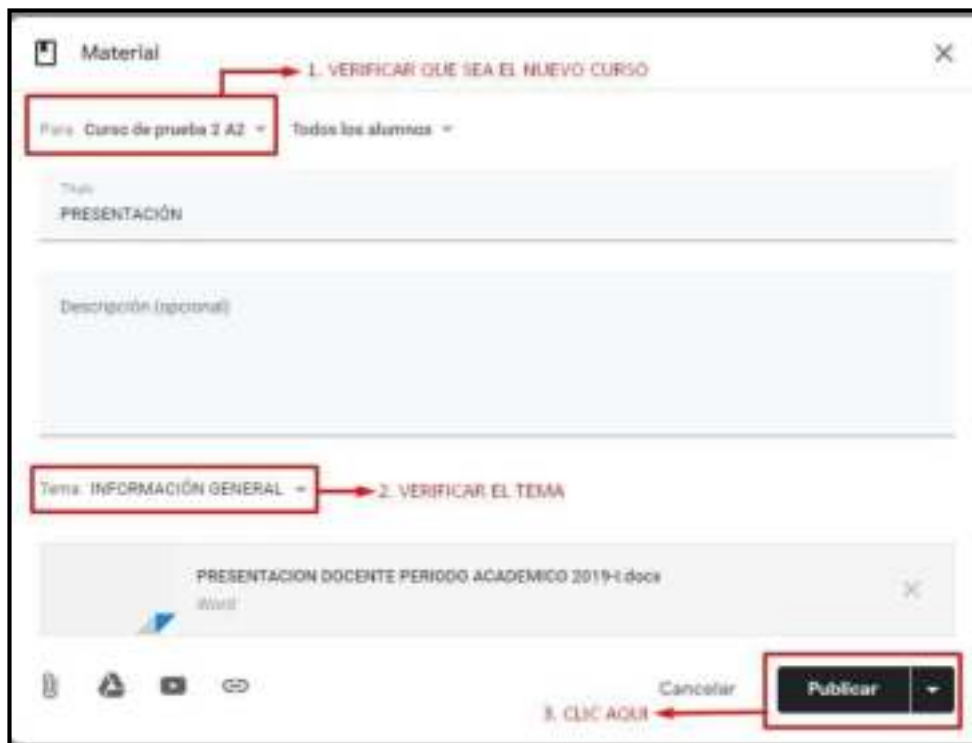 Material
1. VERIFICAR QUE SEA EL NUEVO CURSO
Para Curso de prueba 2 A2 Todos los alumnos
Título
PRESENTACIÓN
Descripción (opcional)
Tema INFORMACIÓN GENERAL
2. VERIFICAR EL TEMA
PRESENTACION DOCENTE PERIODO ACADEMICO 2019-I.docx
Word
Cancelar Publicar
3. CLIC AQUI